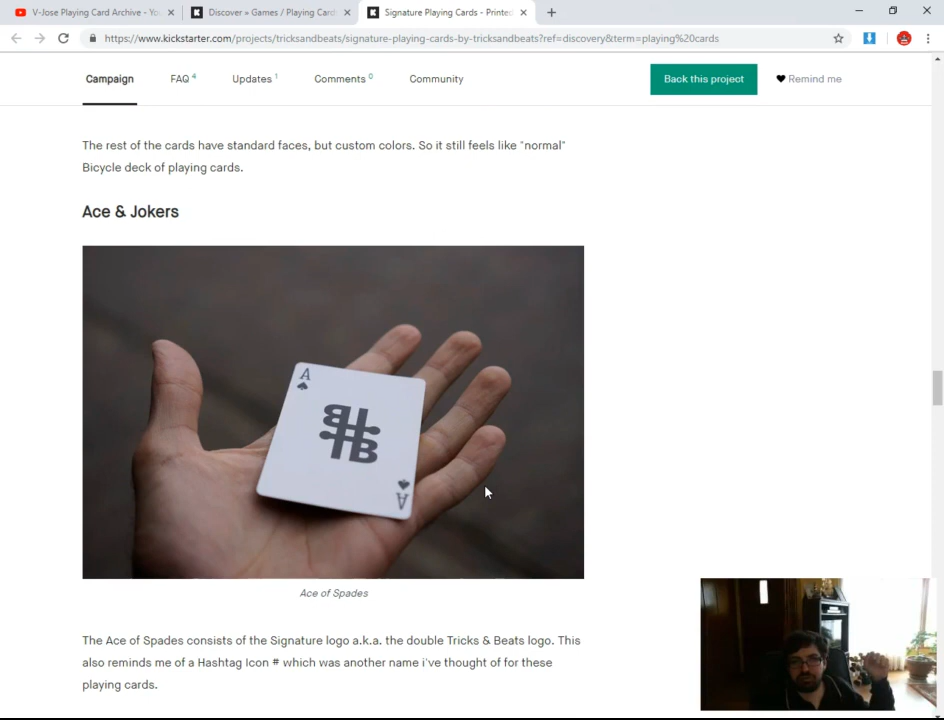 V-Jose Playing Card Archive - You
Discover » Games / Playing Cards
Signature Playing Cards - Printed
https://www.kickstarter.com/projects/tricksandbeats/signature-playing-cards-by-tricksandbeats?ref=discovery&term=playing%20cards
Campaign FAQ 4 Updates 1 Comments 0 Community Back this project Remind me
The rest of the cards have standard faces, but custom colors. So it still feels like "normal"
Bicycle deck of playing cards.
Ace & Jokers
A
A
Ace of Spades
The Ace of Spades consists of the Signature logo a.k.a. the double Tricks & Beats logo. This
also reminds me of a Hashtag Icon # which was another name i've thought of for these
playing cards.